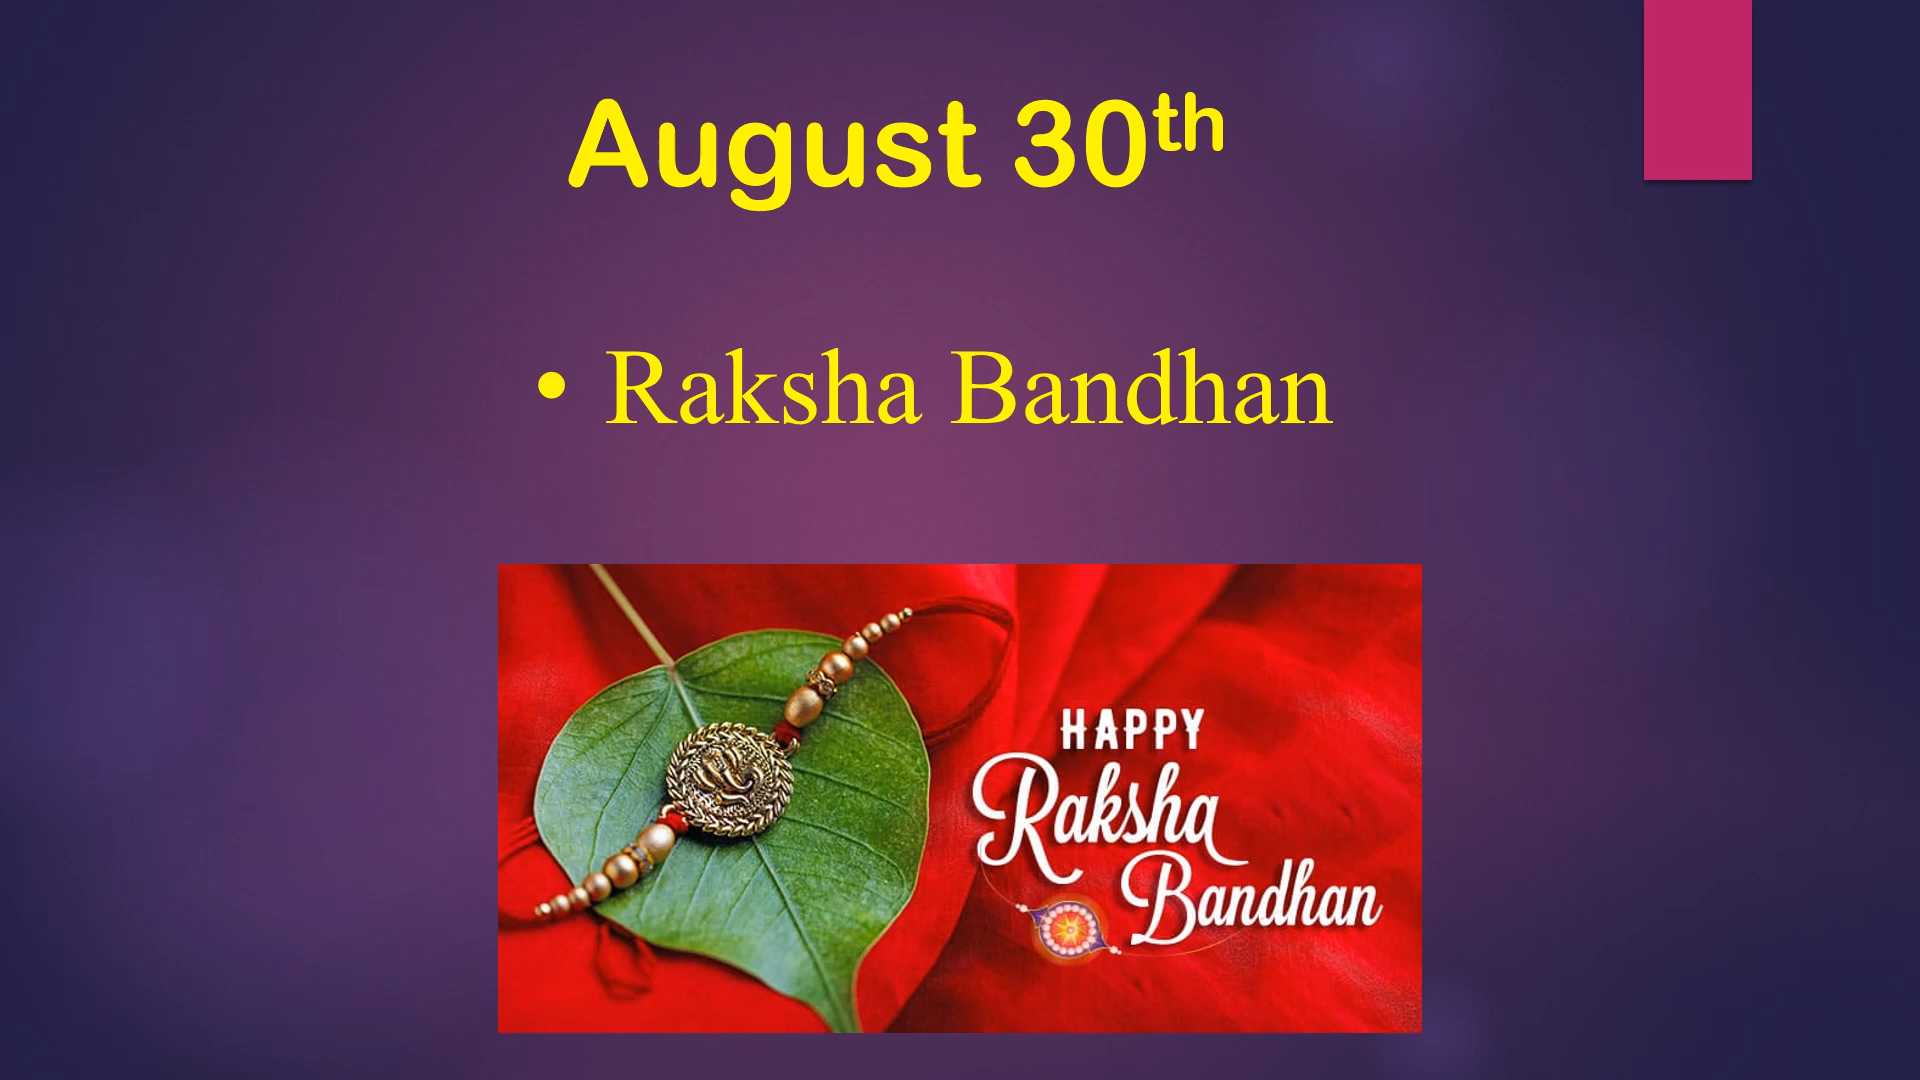 August 30th
• Raksha Bandhan
HAPPY
Raksha
Bandhan